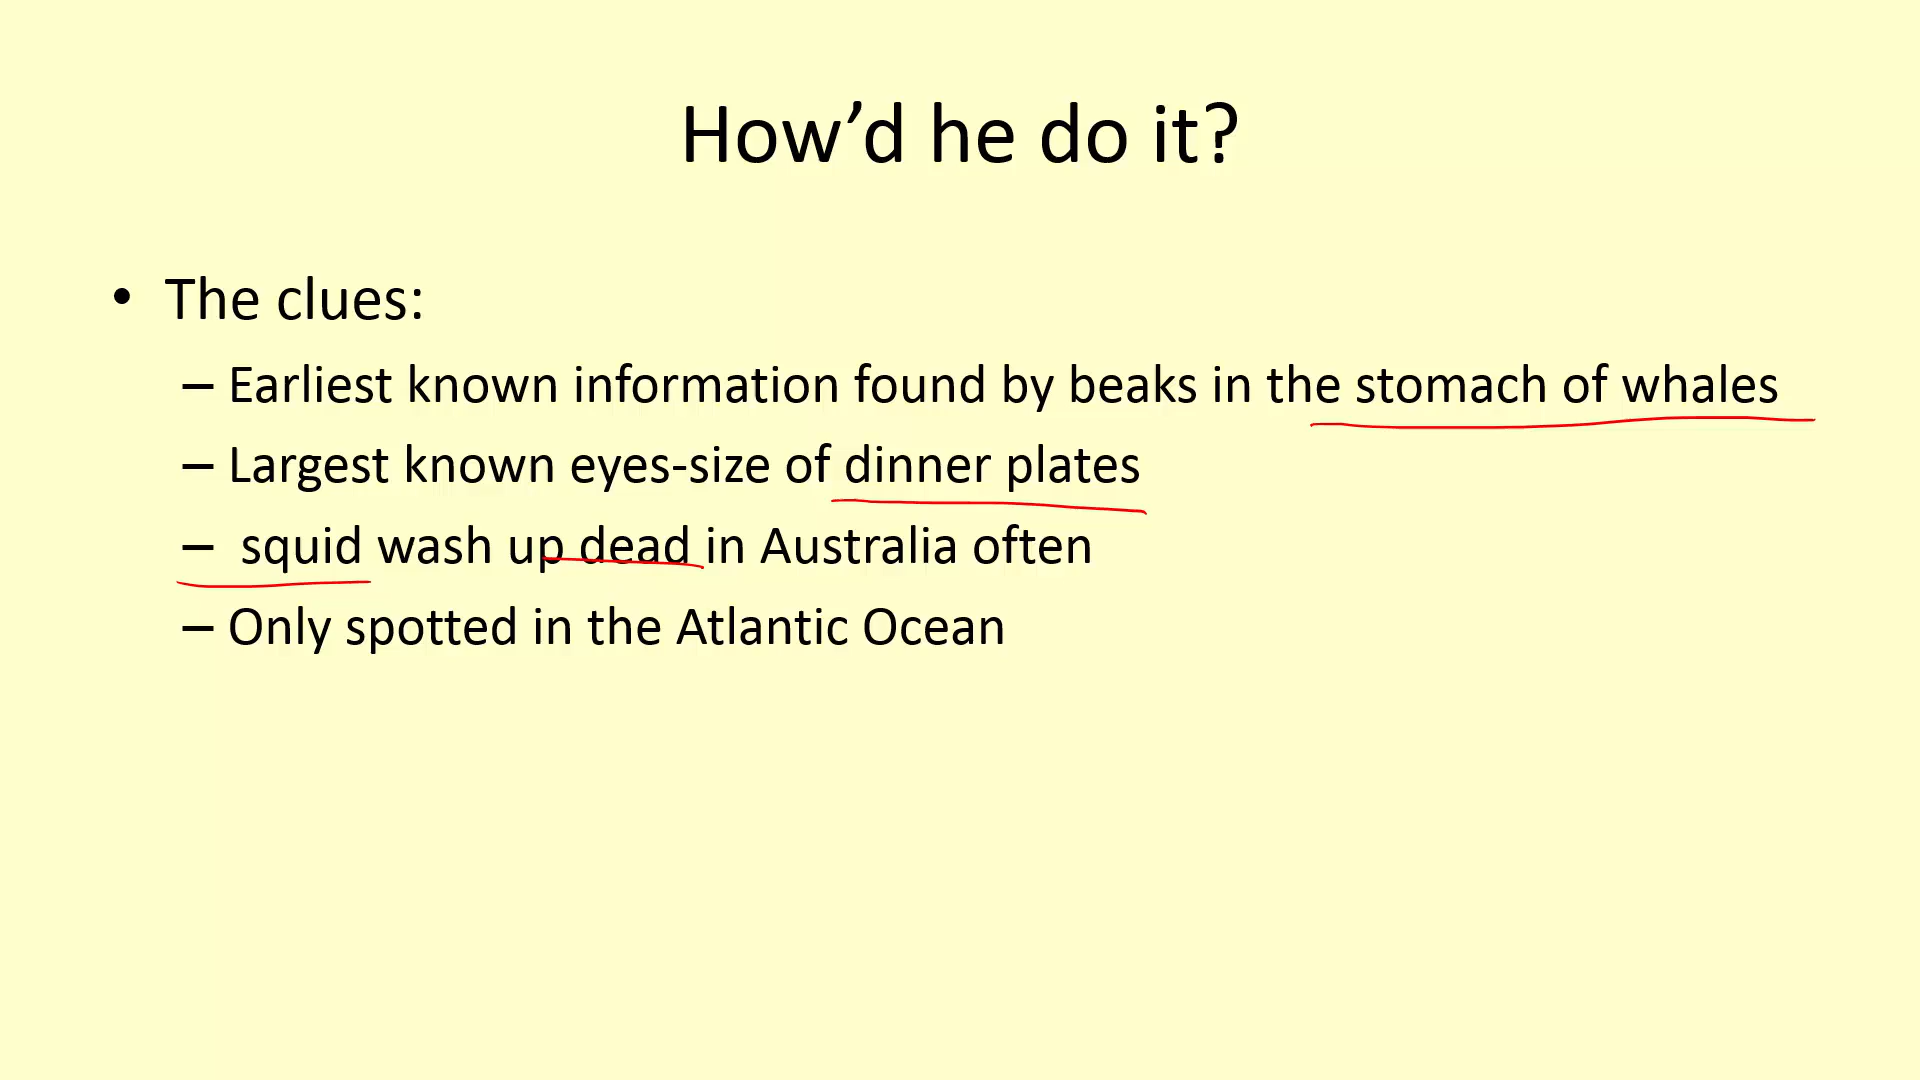 How’d he do it?
• The clues:
– Earliest known information found by beaks in the stomach of whales
– Largest known eyes-size of dinner plates
– squid wash up dead in Australia often
– Only spotted in the Atlantic Ocean